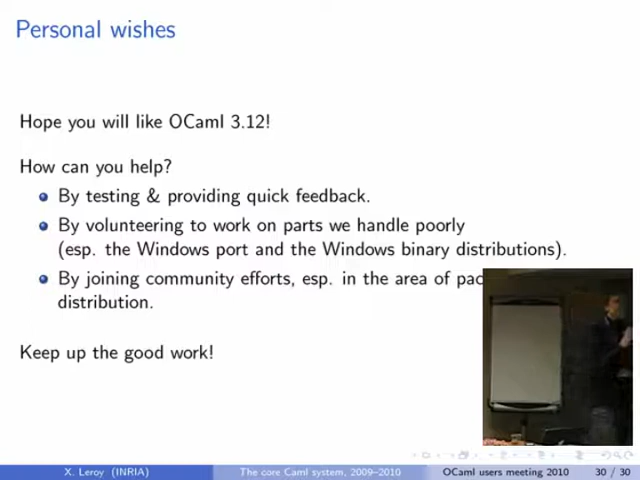 Personal wishes
Hope you will like OCaml 3.12!
How can you help?
By testing & providing quick feedback.
By volunteering to work on parts we handle poorly
(esp. the Windows port and the Windows binary distributions).
By joining community efforts, esp. in the area of pac
distribution.
Keep up the good work!
X. Leroy (INRIA)
The core Caml system, 2009–2010
OCaml users meeting 2010
30 / 30